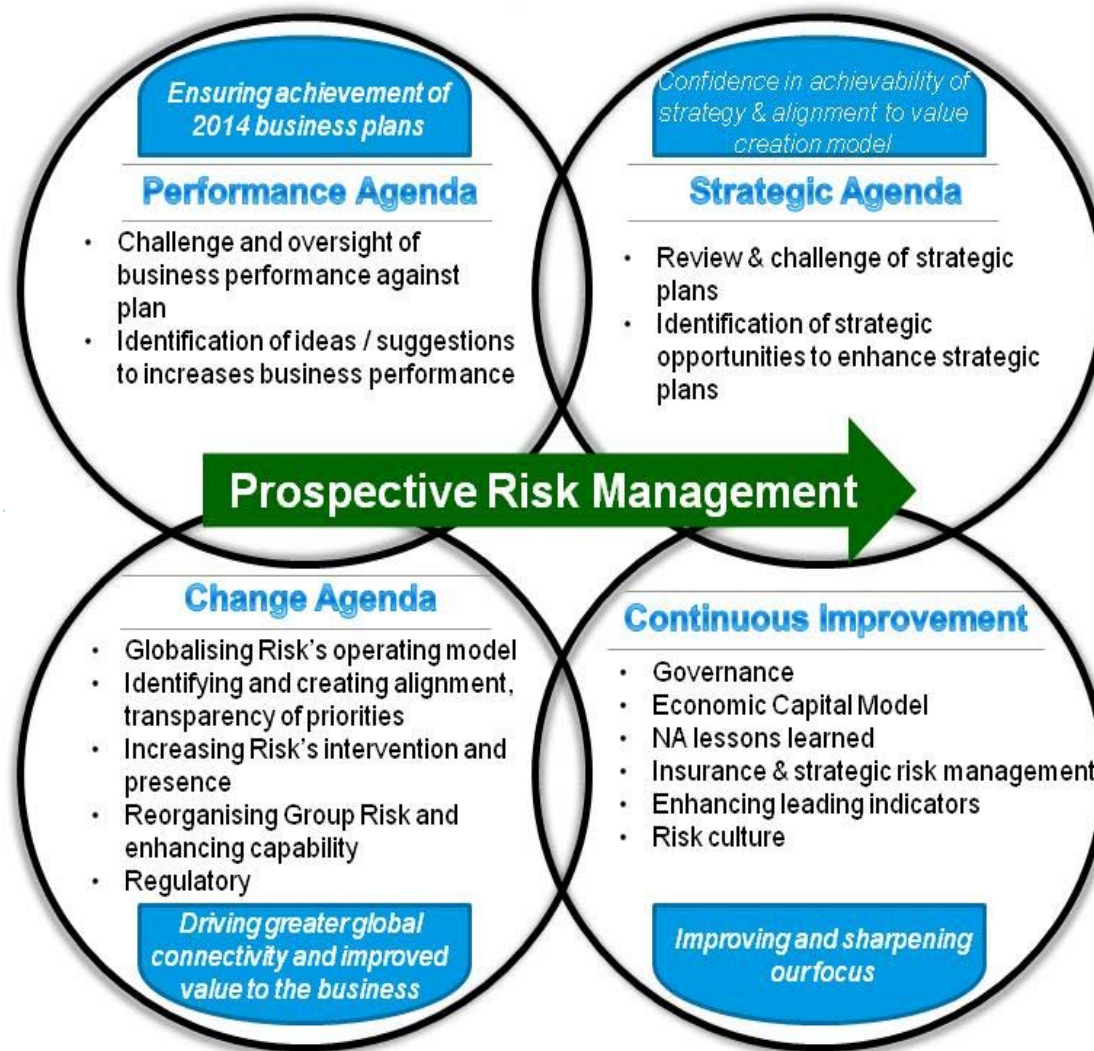 Ensuring achievement of
2014 business plans
Performance Agenda
• Challenge and oversight of
business performance against
plan
• Identification of ideas / suggestions
to increases business performance
Confidence in achievability of
strategy & alignment to value
creation model
Strategic Agenda
• Review & challenge of strategic
plans
• Identification of strategic
opportunities to enhance strategic
plans
Prospective Risk Management
Change Agenda
• Globalising Risk's operating model
• Identifying and creating alignment,
transparency of priorities
• Increasing Risk's intervention and
presence
• Reorganising Group Risk and
enhancing capability
• Regulatory
Driving greater global
connectivity and improved
value to the business
Continuous Improvement
• Governance
• Economic Capital Model
• NA lessons learned
• Insurance & strategic risk management
• Enhancing leading indicators
• Risk culture
Improving and sharpening
our focus